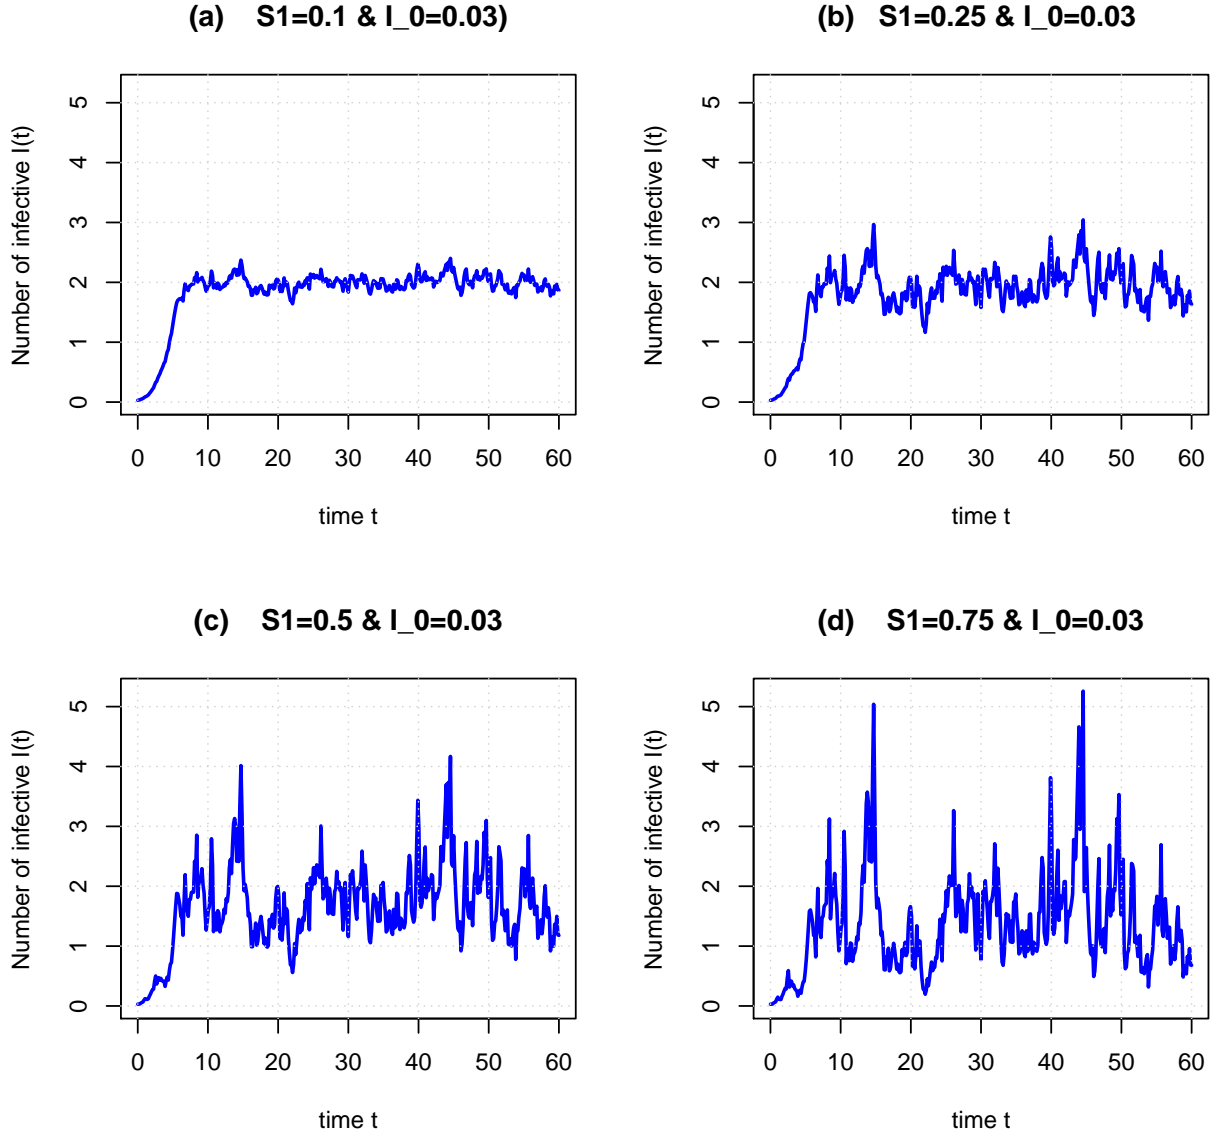 (a) S1=0.1 & I_0=0.03)
Number of infective I(t)
5
4
3
2
1
0
0 10 20 30 40 50 60
time t
(b) S1=0.25 & I_0=0.03
Number of infective I(t)
5
4
3
2
1
0
0 10 20 30 40 50 60
time t
(c) S1=0.5 & I_0=0.03
Number of infective I(t)
5
4
3
2
1
0
0 10 20 30 40 50 60
time t
(d) S1=0.75 & I_0=0.03
Number of infective I(t)
5
4
3
2
1
0
0 10 20 30 40 50 60
time t